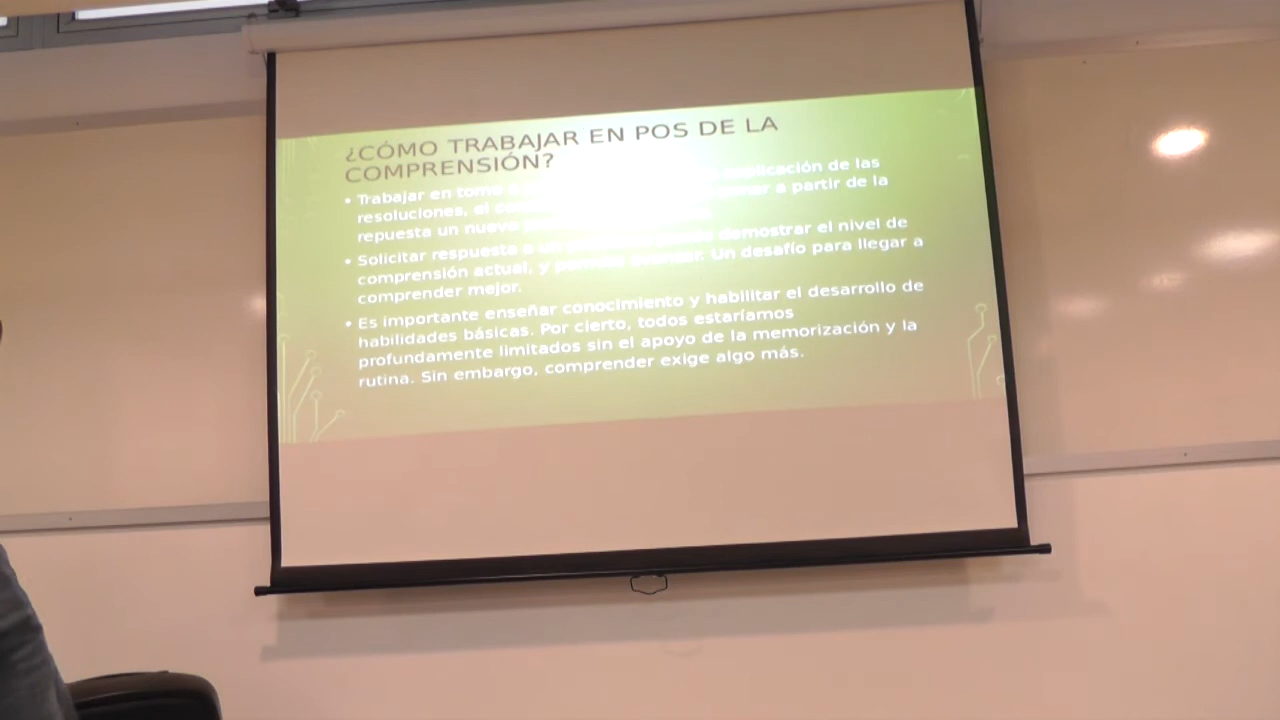 ¿CÓMO TRABAJAR EN POS DE LA
COMPRENSIÓN?
• Trabajar en torno a de las
resoluciones, el a partir de la
repuesta un nuevo
• Solicitar respuesta a demostrar el nivel de
comprensión actual, y Un desafío para llegar a
comprender mejor.
• Es importante enseñar conocimiento y habilitar el desarrollo de
habilidades básicas. Por cierto, todos estaríamos
profundamente limitados sin el apoyo de la memorización y la
rutina. Sin embargo, comprender exige algo más.